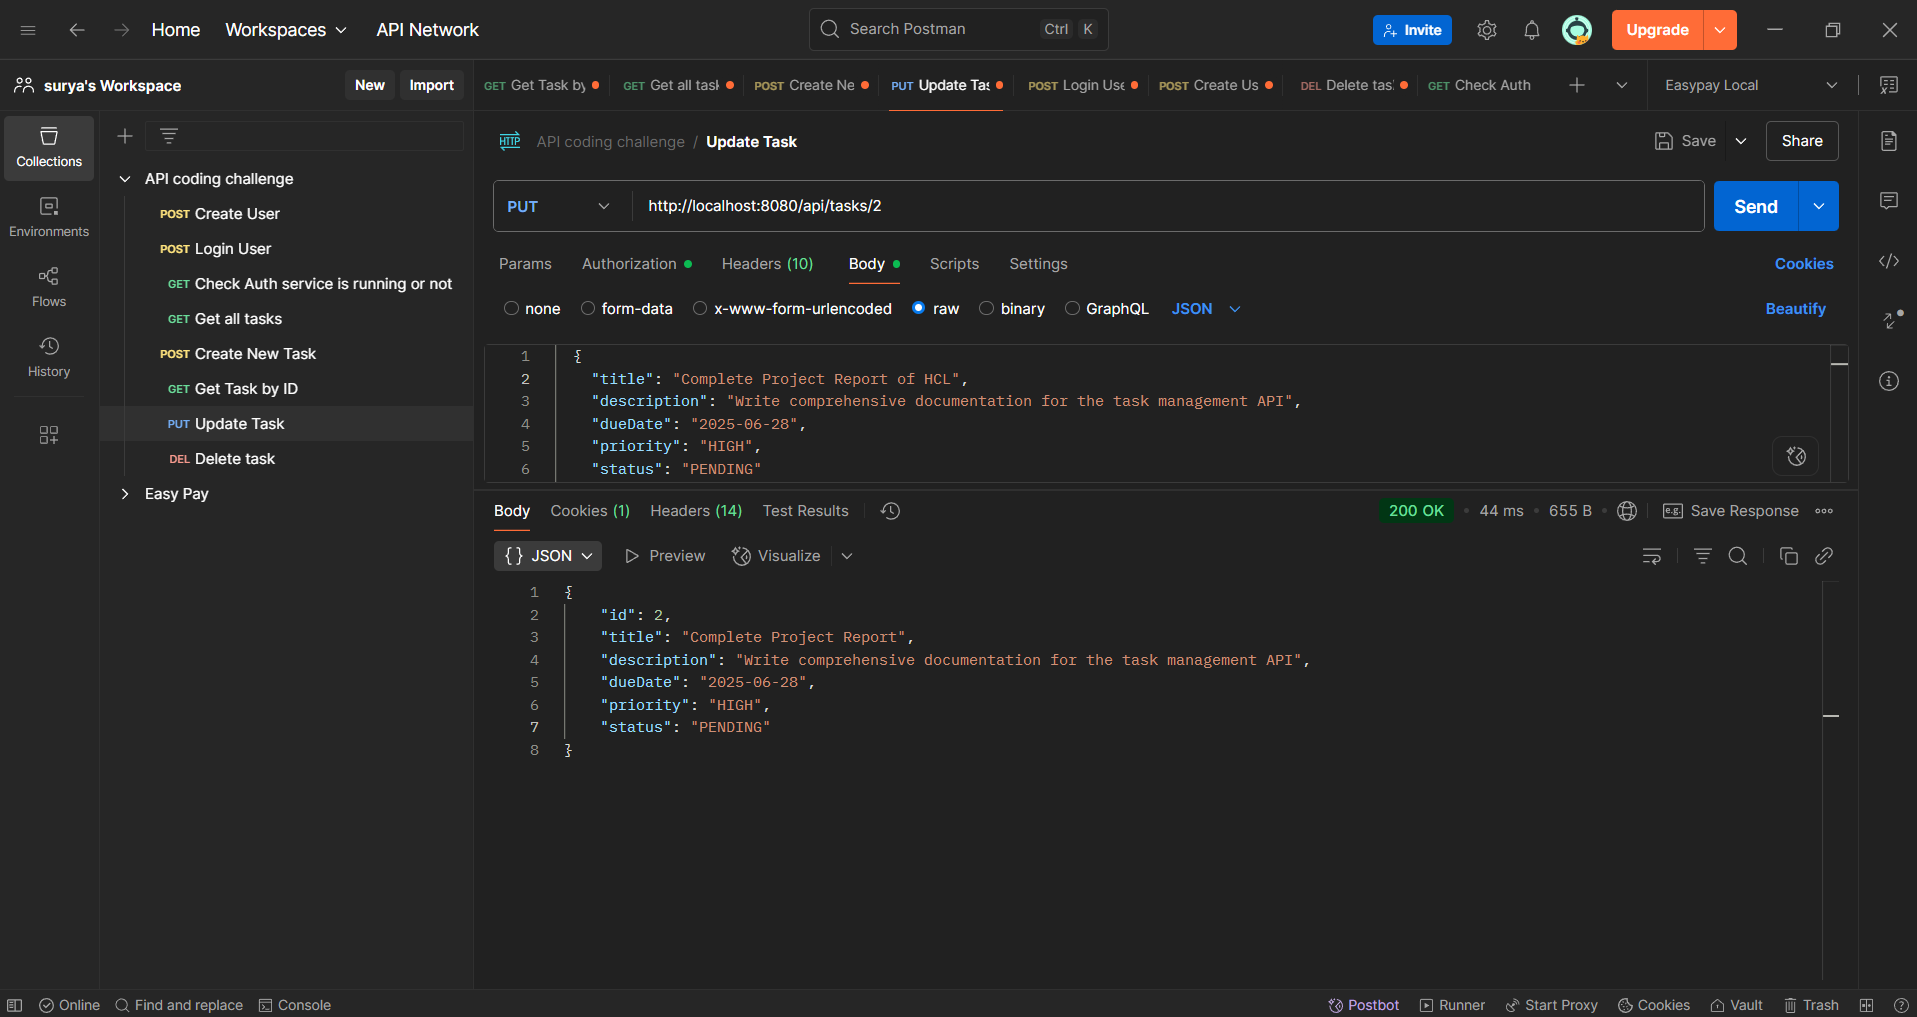 Home Workspaces API Network Search Postman Ctrl K Invite Upgrade
surya's Workspace New Import
GET Get Task by GET Get all task POST Create Ne PUT Update Tas POST Login Use POST Create Us DEL Delete tas GET Check Auth Easypay Local
Collections
Environments
Flows
History
API coding challenge
POST Create User
POST Login User
GET Check Auth service is running or not
GET Get all tasks
POST Create New Task
GET Get Task by ID
PUT Update Task
DEL Delete task
Easy Pay
HTTP API coding challenge / Update Task Save Share
PUT http://localhost:8080/api/tasks/2 Send
Params Authorization Headers (10) Body Scripts Settings Cookies
none form-data x-www-form-urlencoded raw binary GraphQL JSON Beautify
1 {
2 "title": "Complete Project Report of HCL",
3 "description": "Write comprehensive documentation for the task management API",
4 "dueDate": "2025-06-28",
5 "priority": "HIGH",
6 "status": "PENDING"
Body Cookies (1) Headers (14) Test Results 200 OK • 44 ms • 655 B • e.g. Save Response
{} JSON Preview Visualize
1 {
2 "id": 2,
3 "title": "Complete Project Report",
4 "description": "Write comprehensive documentation for the task management API",
5 "dueDate": "2025-06-28",
6 "priority": "HIGH",
7 "status": "PENDING"
8 }
Online Find and replace Console Postbot Runner Start Proxy Cookies Vault Trash